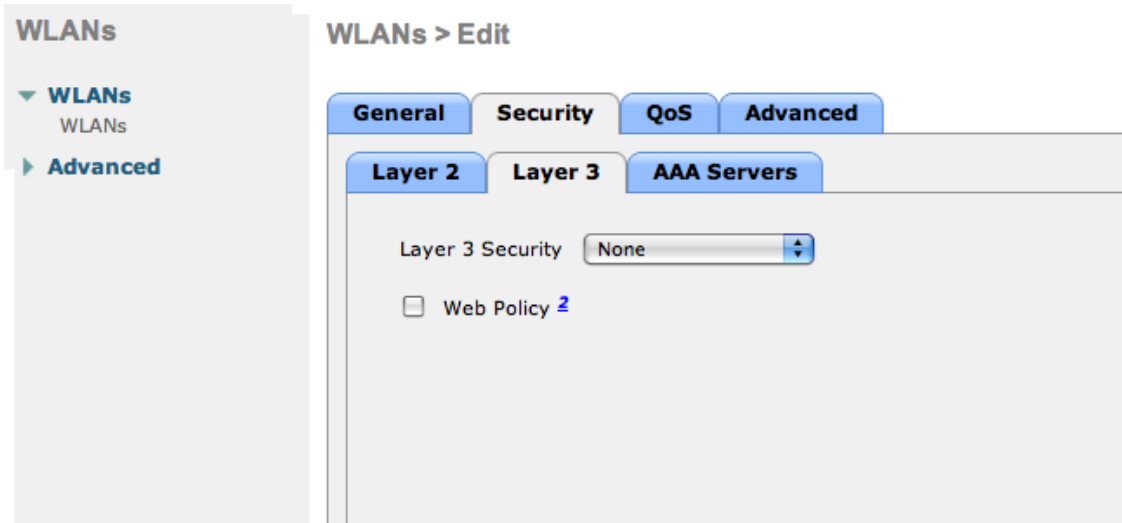 WLANs
WLANs
WLANs
Advanced
WLANs > Edit
General Security QoS Advanced
Layer 2 Layer 3 AAA Servers
Layer 3 Security None
Web Policy 2